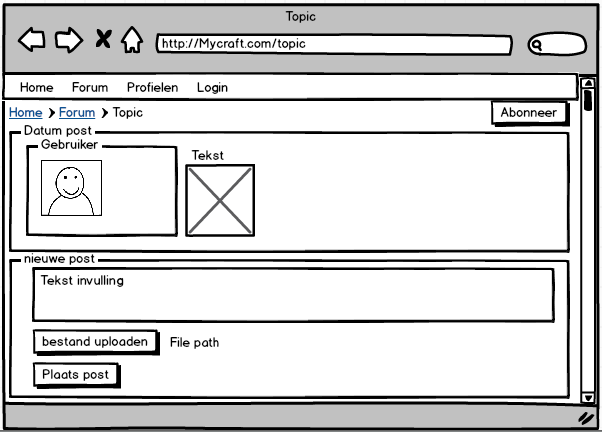 Topic
http://Mycraft.com/topic
Home Forum Profielen Login
Home Forum Topic
Abonneer
Datum post
Gebruiker
Tekst
nieuwe post
Tekst invulling
bestand uploaden File path
Plaats post